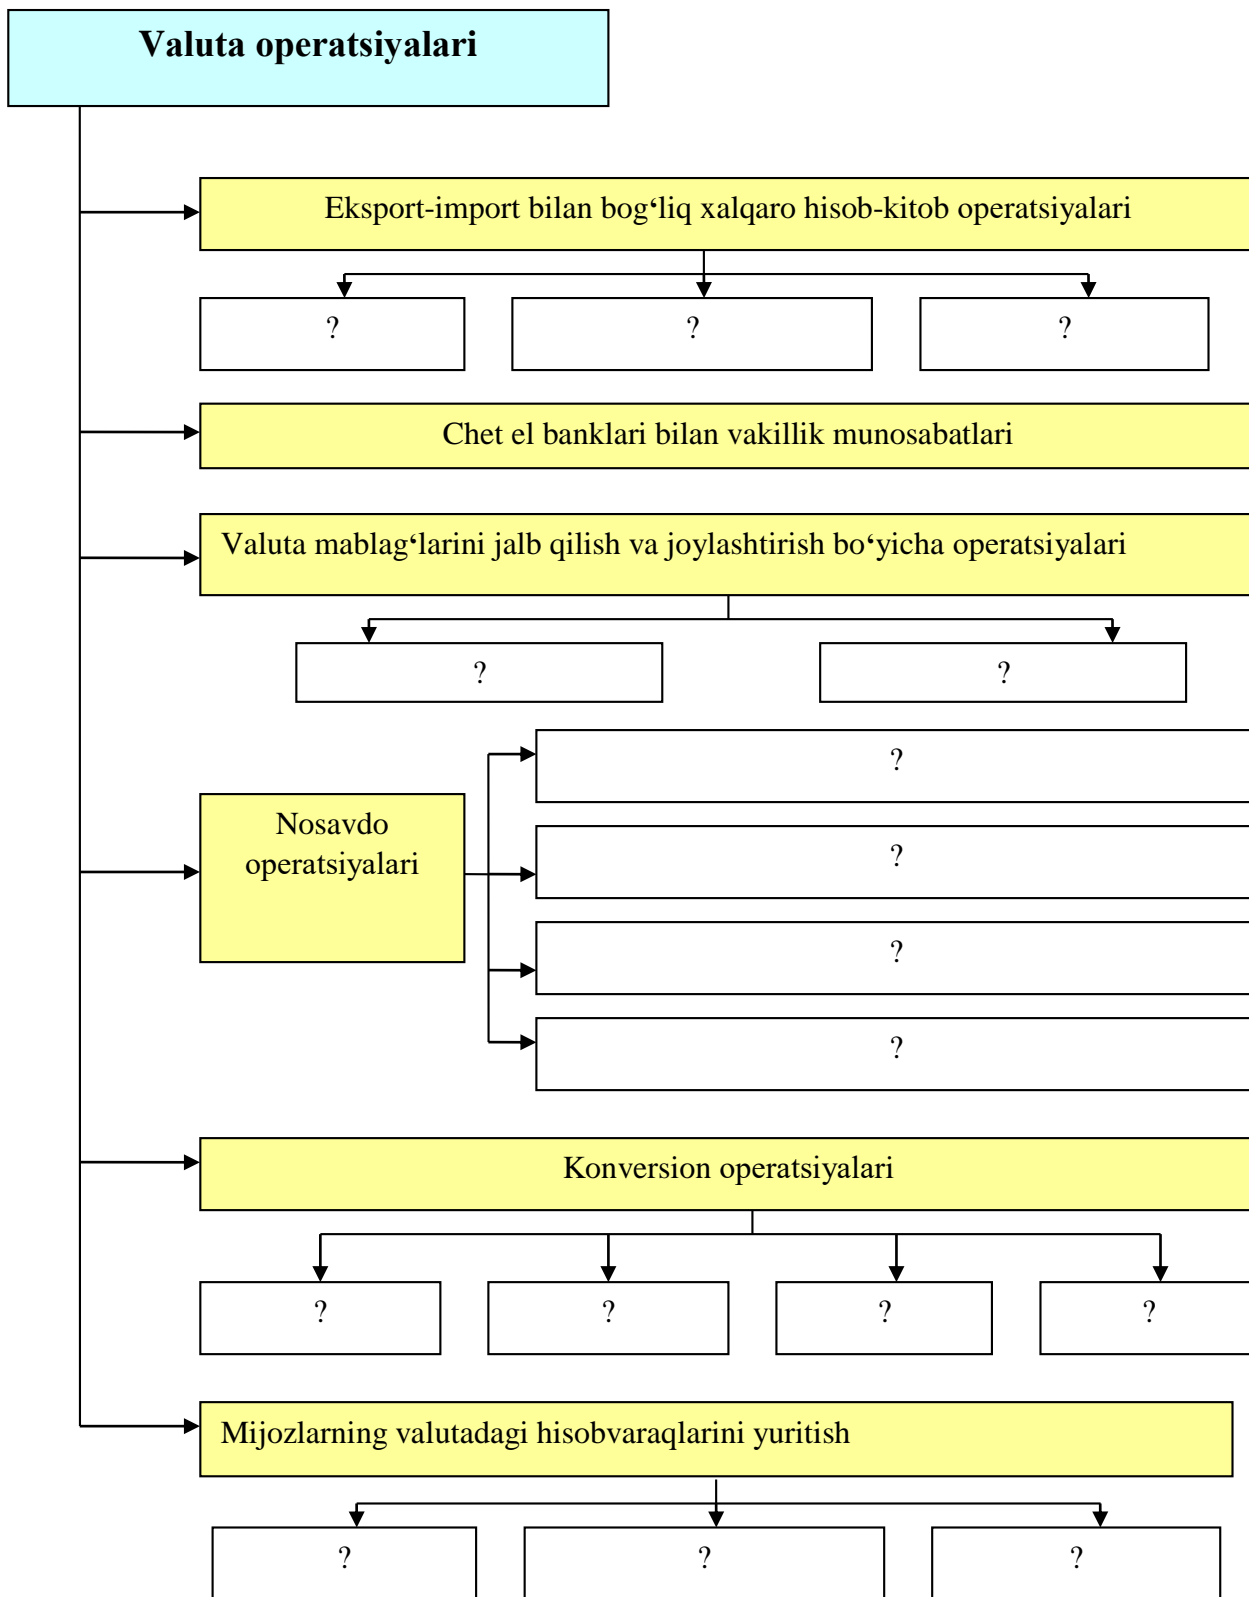 Valuta operatsiyalari
Eksport-import bilan bog‘liq xalqaro hisob-kitob operatsiyalari
? ? ?
Chet el banklari bilan vakillik munosabatlari
Valuta mablag‘larini jalb qilish va joylashtirish bo‘yicha operatsiyalari
? ?
Nosavdo
operatsiyalari
?
?
?
?
Konversion operatsiyalari
? ? ? ?
Mijozlarning valutadagi hisobvaraqlarini yuritish
? ? ?